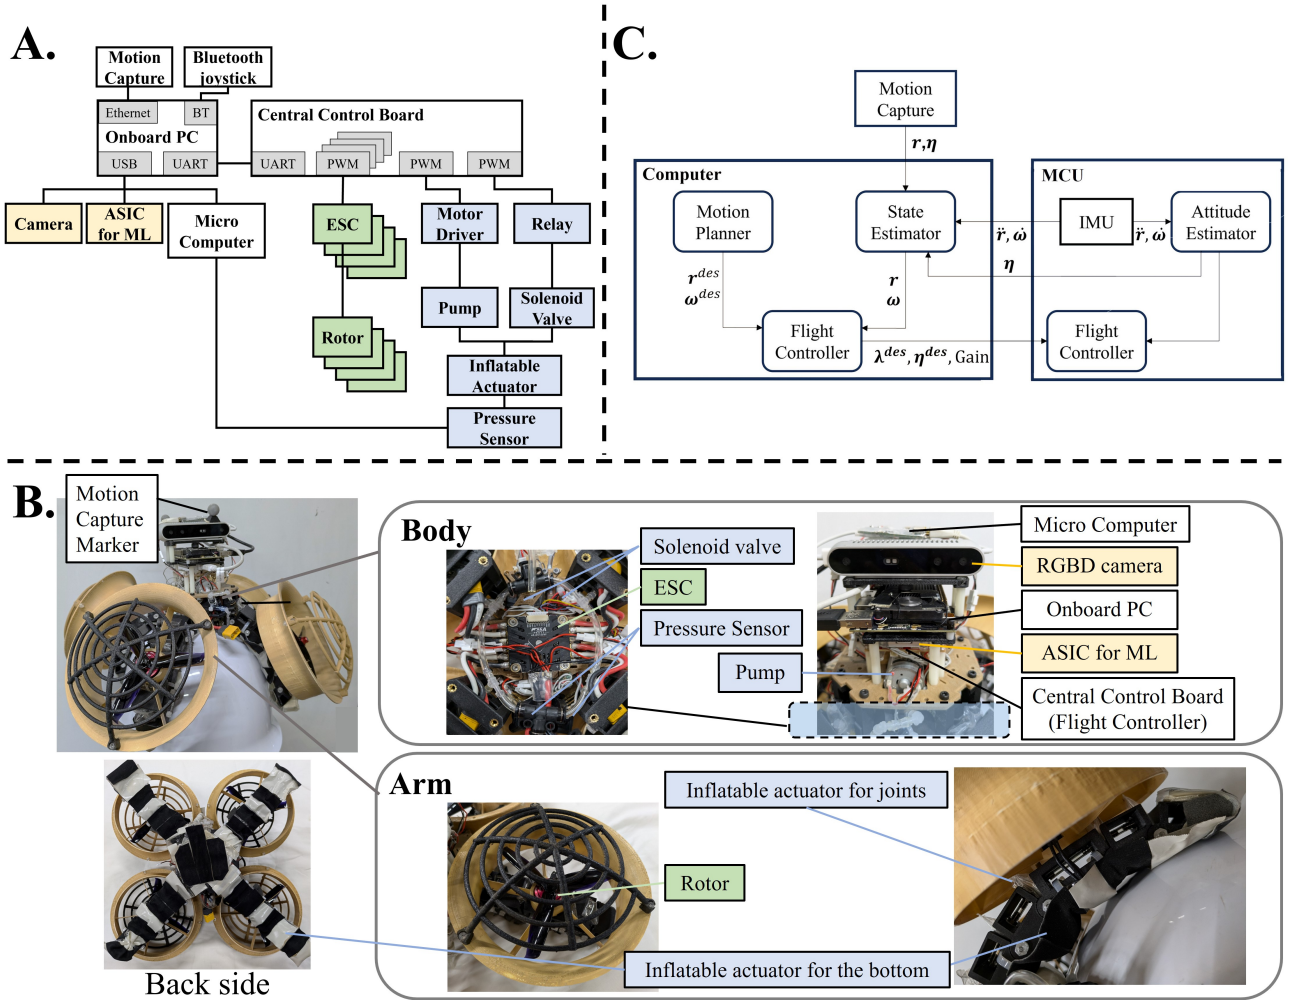 A.
Motion
Capture
Bluetooth
joystick
Ethernet
BT
Onboard PC
USB
UART
Central Control Board
UART
PWM
PWM
PWM
Camera
ASIC
for ML
Micro
Computer
ESC
Motor
Driver
Relay
Pump
Solenoid
Valve
Rotor
Inflatable
Actuator
Pressure
Sensor
C.
Motion
Capture
r,η
Computer
Motion
Planner
State
Estimator
r^des
ω^des
r
ω
Flight
Controller
λ^des, η^des, Gain
MCU
IMU
Attitude
Estimator
r̈, ω̇
r̈, ω̇
η
Flight
Controller
B.
Motion
Capture
Marker
Back side
Body
Solenoid valve
ESC
Pressure Sensor
Pump
Micro Computer
RGBD camera
Onboard PC
ASIC for ML
Central Control Board
(Flight Controller)
Arm
Inflatable actuator for joints
Rotor
Inflatable actuator for the bottom